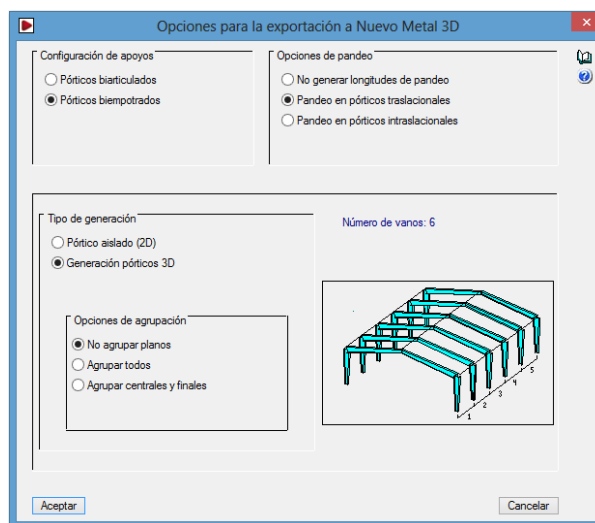 Opciones para la exportación a Nuevo Metal 3D
Configuración de apoyos
Pórticos biarticulados
Pórticos biempotrados
Opciones de pandeo
No generar longitudes de pandeo
Pandeo en pórticos traslacionales
Pandeo en pórticos intraslacionales
Tipo de generación
Pórtico aislado (2D)
Generación pórticos 3D
Opciones de agrupación
No agrupar planos
Agrupar todos
Agrupar centrales y finales
Número de vanos: 6
1
2
3
4
5
Aceptar
Cancelar